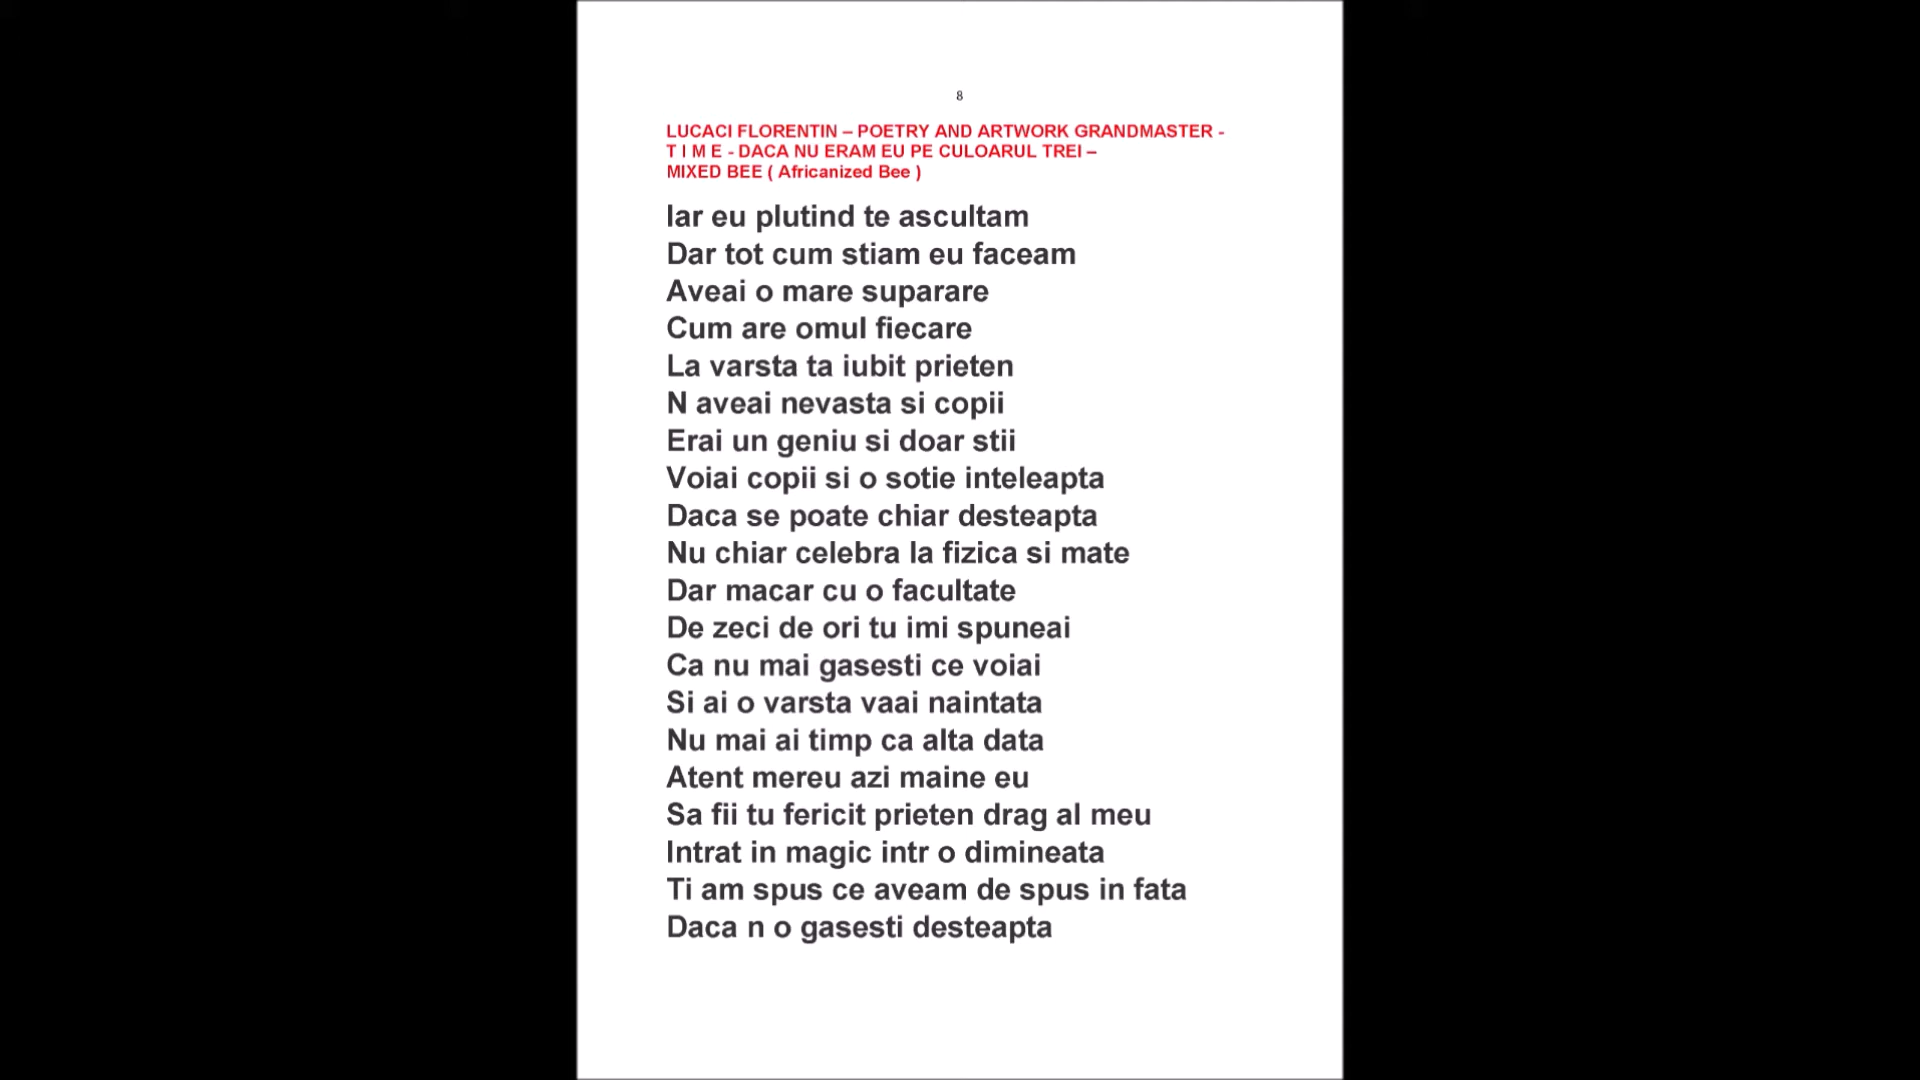 8
LUCACI FLORENTIN – POETRY AND ARTWORK GRANDMASTER -
T I M E - DACA NU ERAM EU PE CULOARUL TREI –
MIXED BEE ( Africanized Bee )
Iar eu plutind te ascultam
Dar tot cum stiam eu faceam
Aveai o mare suparare
Cum are omul fiecare
La varsta ta iubit prieten
N aveai nevasta si copii
Erai un geniu si doar stii
Voiai copii si o sotie inteleapta
Daca se poate chiar desteapta
Nu chiar celebra la fizica si mate
Dar macar cu o facultate
De zeci de ori tu imi spuneai
Ca nu mai gasesti ce voiai
Si ai o varsta vaai naintata
Nu mai ai timp ca alta data
Atent mereu azi maine eu
Sa fii tu fericit prieten drag al meu
Intrat in magic intr o dimineata
Ti am spus ce aveam de spus in fata
Daca n o gasesti desteapta